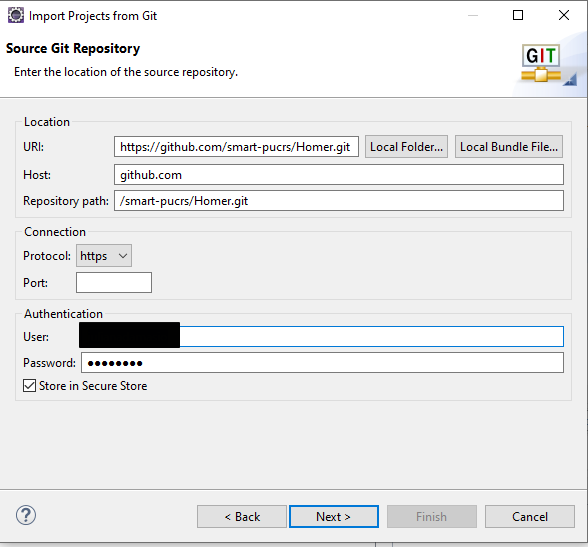 Import Projects from Git
Source Git Repository
Enter the location of the source repository.
GIT
Location
URI: https://github.com/smart-pucrs/Homer.git Local Folder... Local Bundle File...
Host: github.com
Repository path: /smart-pucrs/Homer.git
Connection
Protocol: https
Port:
Authentication
User:
Password: ●●●●●●●●
Store in Secure Store
? < Back Next > Finish Cancel